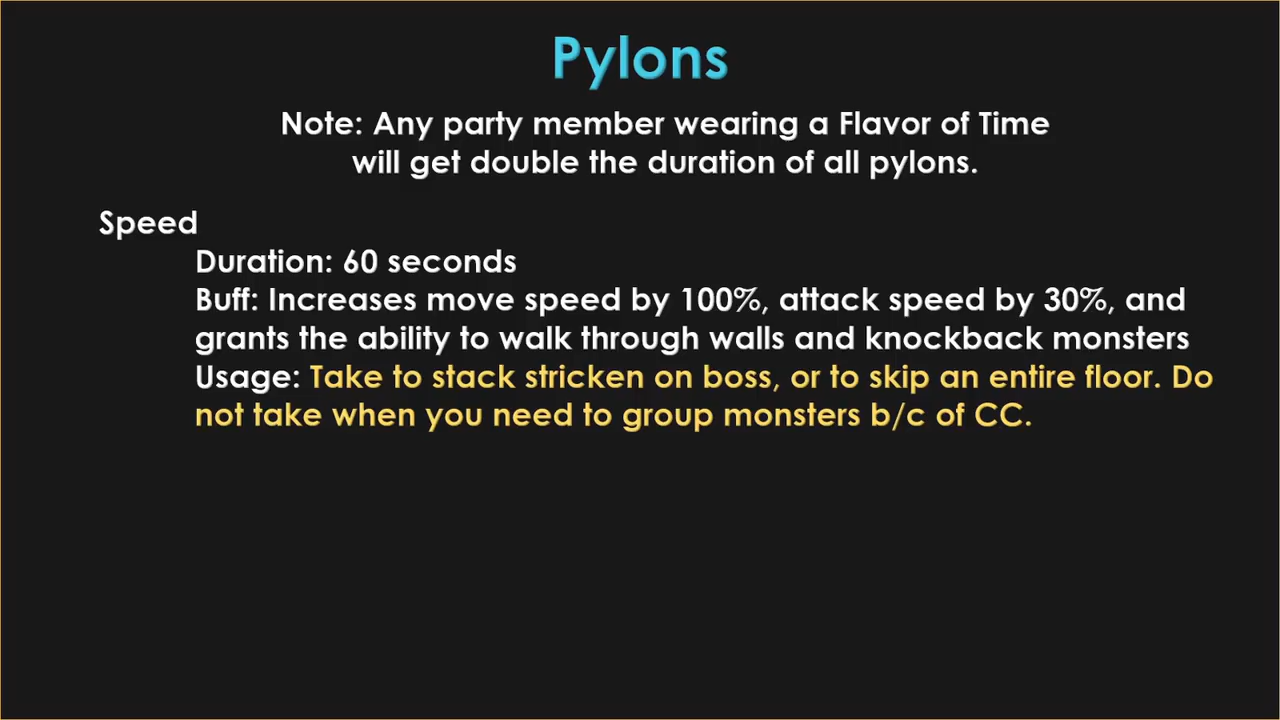 Pylons
Note: Any party member wearing a Flavor of Time
will get double the duration of all pylons.
Speed
Duration: 60 seconds
Buff: Increases move speed by 100%, attack speed by 30%, and
grants the ability to walk through walls and knockback monsters
Usage: Take to stack stricken on boss, or to skip an entire floor. Do
not take when you need to group monsters b/c of CC.